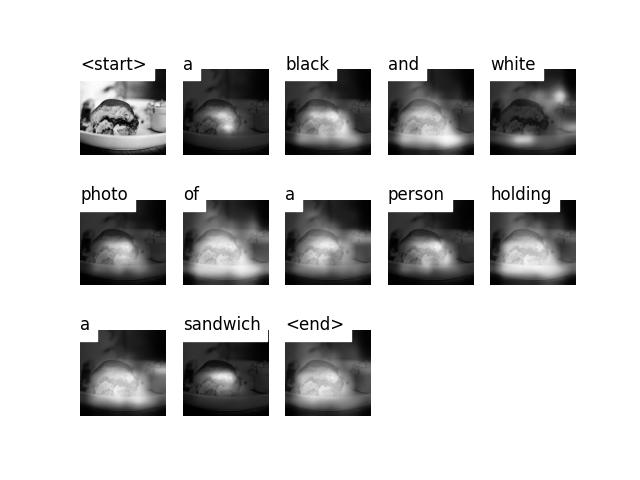 <start> a black and white
photo of a person holding
a sandwich <end>